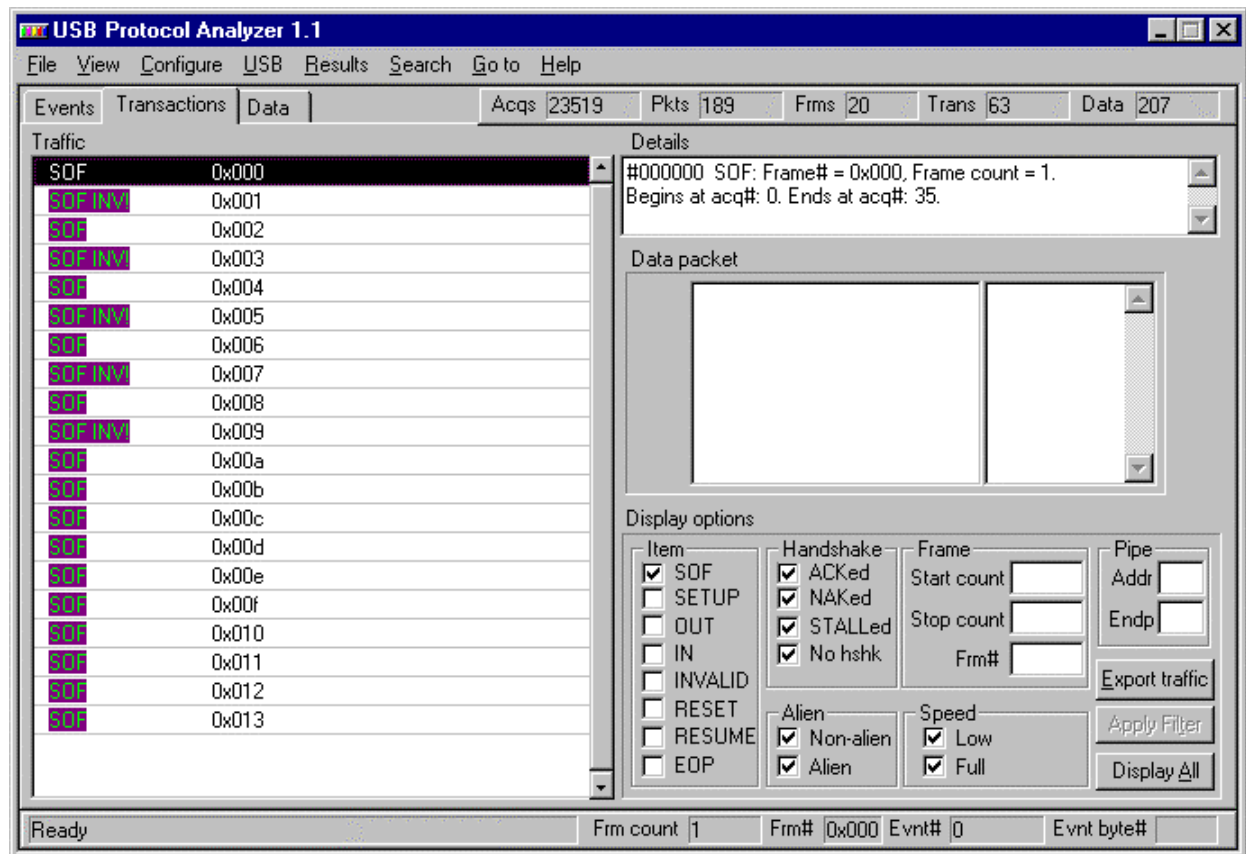 USB Protocol Analyzer 1.1
File View Configure USB Results Search Go to Help
Events Transactions Data Acqs 23519 Pkts 189 Frms 20 Trans 63 Data 207
Traffic
SOF 0x000
SOF INV! 0x001
SOF 0x002
SOF INV! 0x003
SOF 0x004
SOF INV! 0x005
SOF 0x006
SOF INV! 0x007
SOF 0x008
SOF INV! 0x009
SOF 0x00a
SOF 0x00b
SOF 0x00c
SOF 0x00d
SOF 0x00e
SOF 0x00f
SOF 0x010
SOF 0x011
SOF 0x012
SOF 0x013
Details
#000000 SOF: Frame# = 0x000, Frame count = 1.
Begins at acq#: 0. Ends at acq#: 35.
Data packet
Display options
Item
SOF
SETUP
OUT
IN
INVALID
RESET
RESUME
EOP
Handshake
ACKed
NAKed
STALLed
No hshk
Frame
Start count
Stop count
Frm#
Pipe
Addr
Endp
Alien
Non-alien
Alien
Speed
Low
Full
Export traffic
Apply Filter
Display All
Ready Frm count 1 Frm# 0x000 Evnt# 0 Evnt byte#